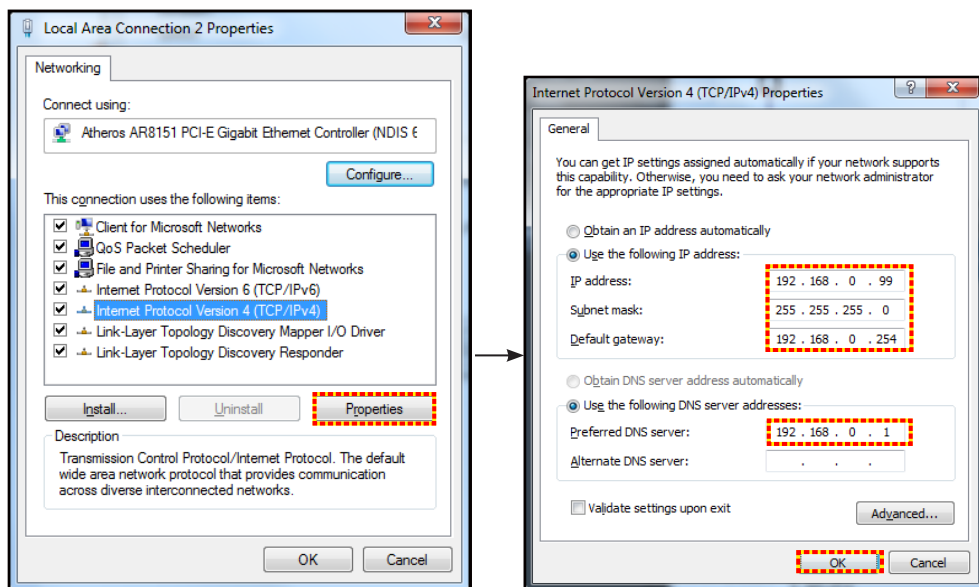 Local Area Connection 2 Properties
Networking
Connect using:
Atheros AR8151 PCI-E Gigabit Ethernet Controller (NDIS 6
Configure...
This connection uses the following items:
Client for Microsoft Networks
QoS Packet Scheduler
File and Printer Sharing for Microsoft Networks
Internet Protocol Version 6 (TCP/IPv6)
Internet Protocol Version 4 (TCP/IPv4)
Link-Layer Topology Discovery Mapper I/O Driver
Link-Layer Topology Discovery Responder
Install...
Uninstall
Properties
Description
Transmission Control Protocol/Internet Protocol. The default
wide area network protocol that provides communication
across diverse interconnected networks.
OK
Cancel
Internet Protocol Version 4 (TCP/IPv4) Properties
General
You can get IP settings assigned automatically if your network supports
this capability. Otherwise, you need to ask your network administrator
for the appropriate IP settings.
Obtain an IP address automatically
Use the following IP address:
IP address: 192 . 168 . 0 . 99
Subnet mask: 255 . 255 . 255 . 0
Default gateway: 192 . 168 . 0 . 254
Obtain DNS server address automatically
Use the following DNS server addresses:
Preferred DNS server: 192 . 168 . 0 . 1
Alternate DNS server: . . .
Validate settings upon exit
Advanced...
OK
Cancel